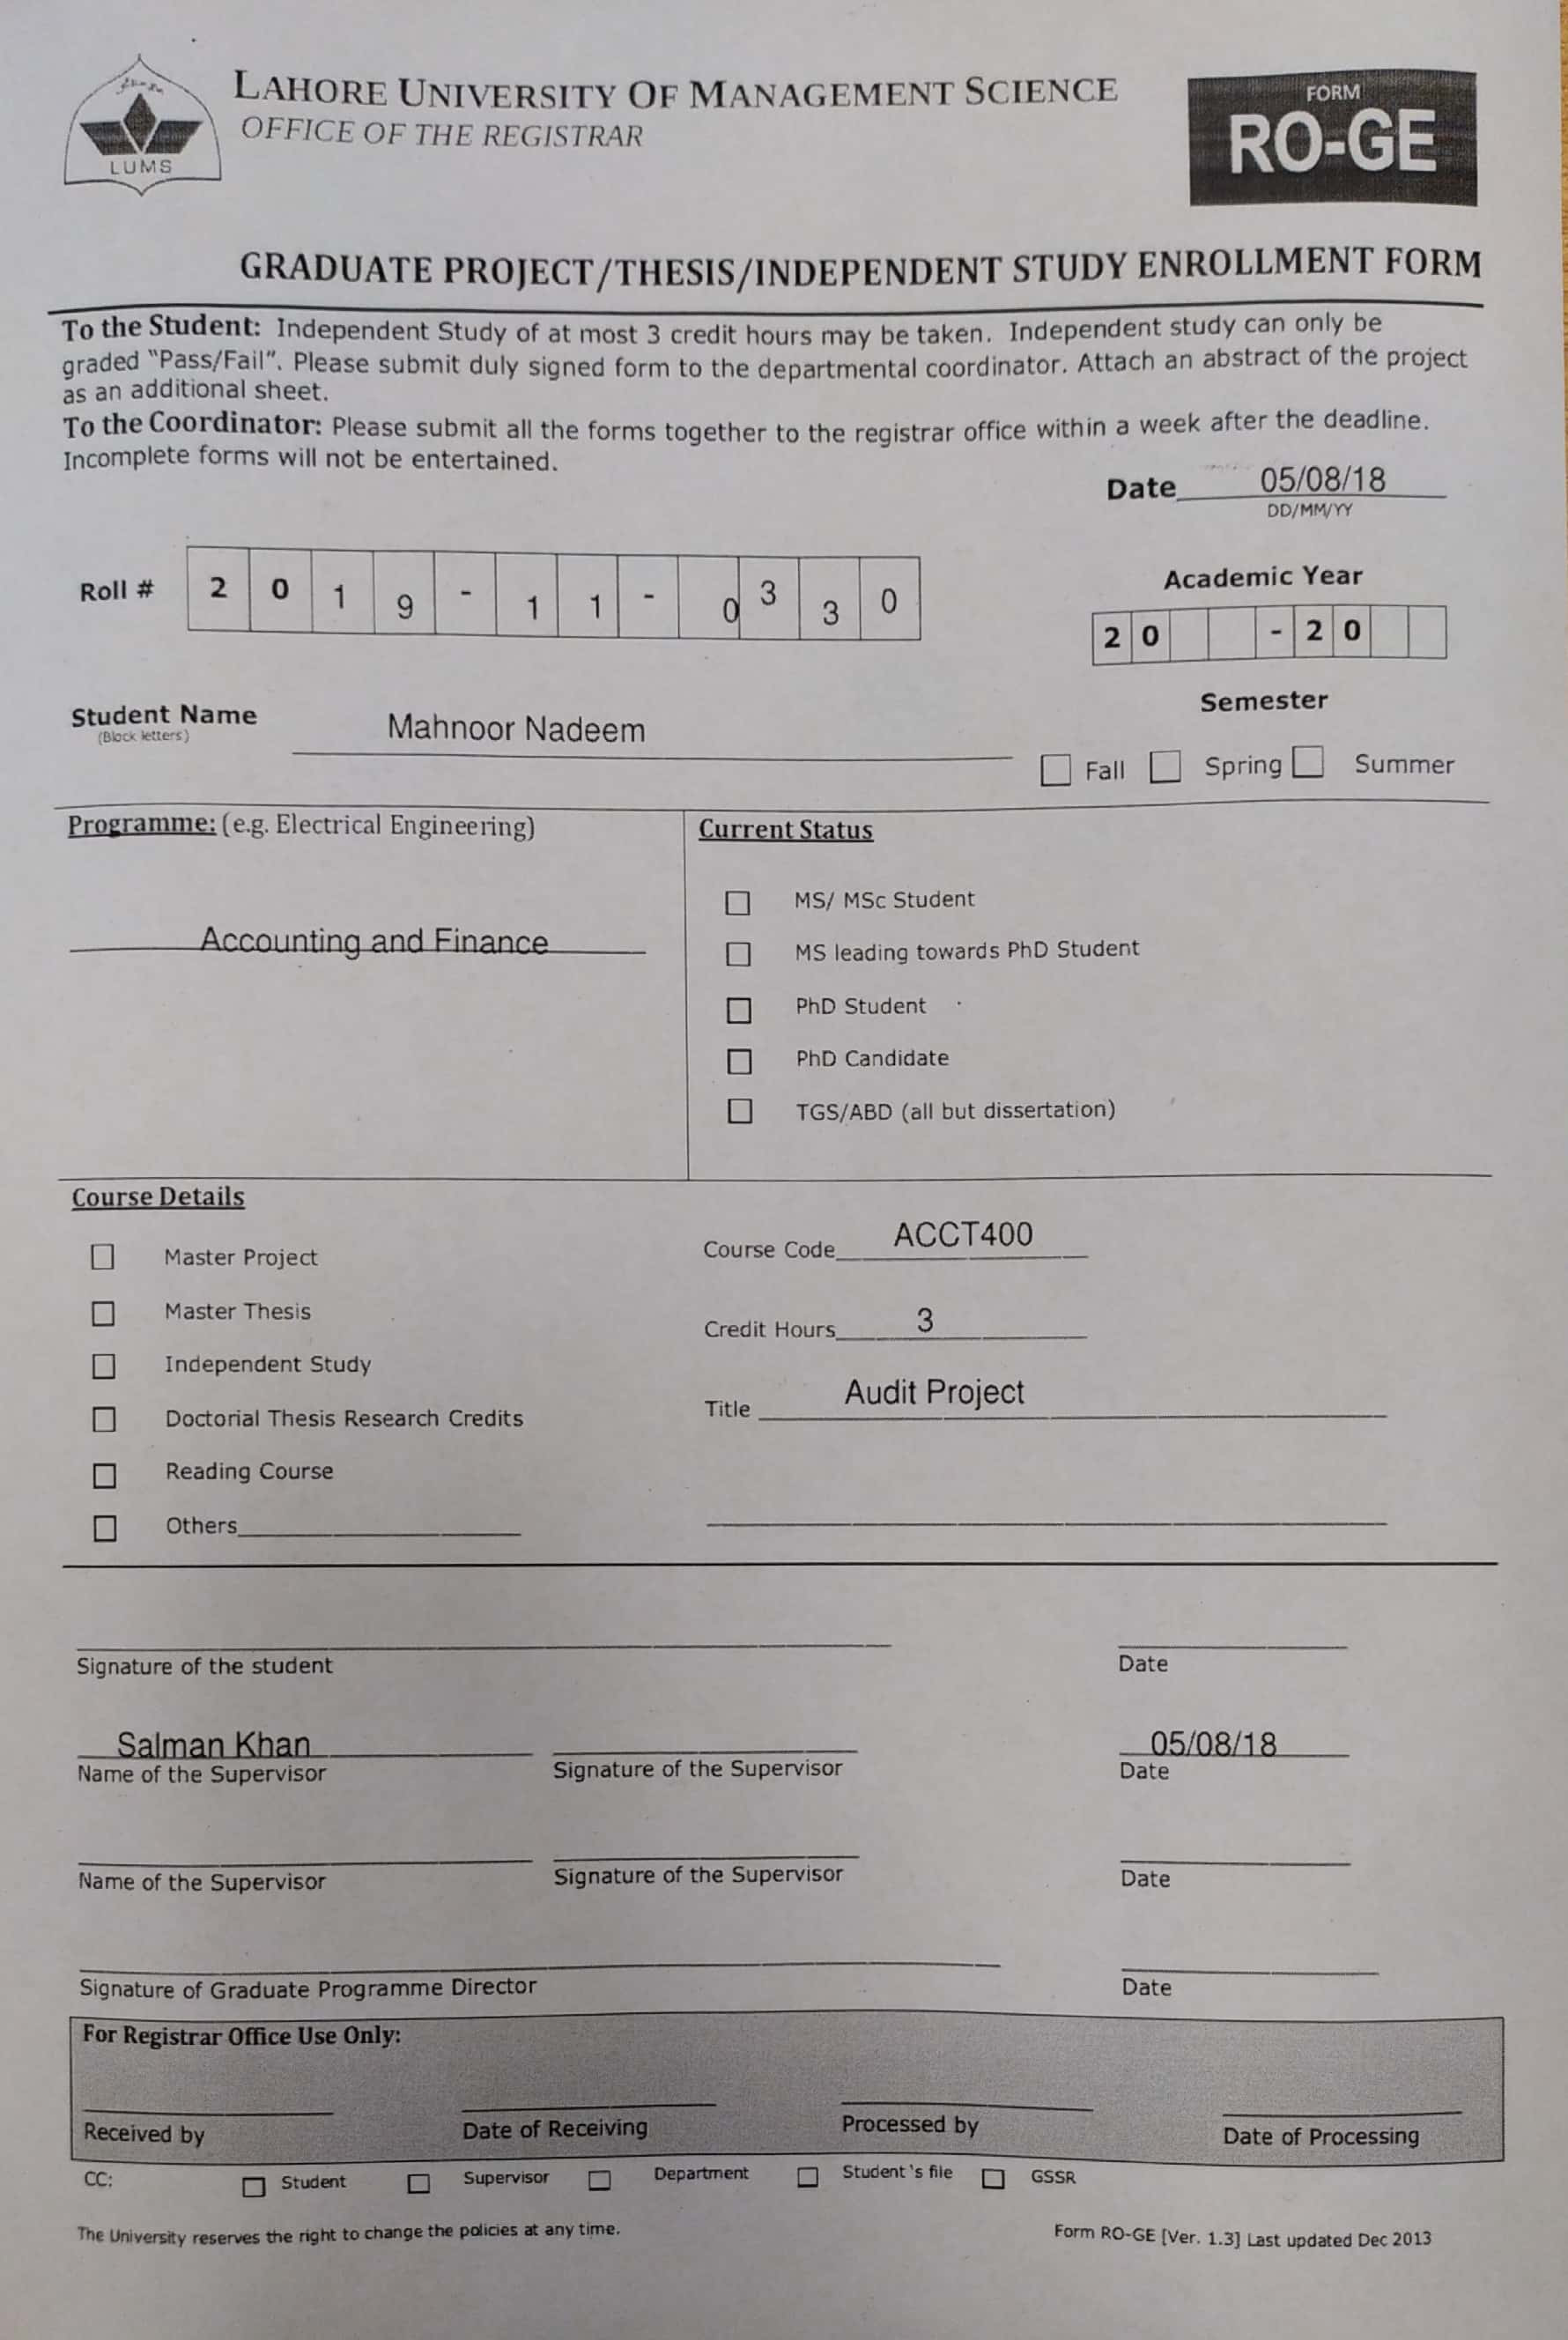 LUMS
LAHORE UNIVERSITY OF MANAGEMENT SCIENCE
OFFICE OF THE REGISTRAR
FORM
RO-GE
GRADUATE PROJECT/THESIS/INDEPENDENT STUDY ENROLLMENT FORM
To the Student: Independent Study of at most 3 credit hours may be taken. Independent study can only be
graded "Pass/Fail". Please submit duly signed form to the departmental coordinator. Attach an abstract of the project
as an additional sheet.
To the Coordinator: Please submit all the forms together to the registrar office within a week after the deadline.
Incomplete forms will not be entertained.
Date 05/08/18
DD/MM/YY
Roll # 2 0 1 9 - 1 1 - 0 3 3 0
Academic Year
2 0 - 2 0
Student Name Mahnoor Nadeem
(Block letters)
Semester
Fall Spring Summer
Programme: (e.g. Electrical Engineering)
Accounting and Finance
Current Status
MS/ MSc Student
MS leading towards PhD Student
PhD Student
PhD Candidate
TGS/ABD (all but dissertation)
Course Details
Master Project
Master Thesis
Independent Study
Doctorial Thesis Research Credits
Reading Course
Others
Course Code ACCT400
Credit Hours 3
Title Audit Project
Signature of the student Date
Salman Khan 05/08/18
Name of the Supervisor Signature of the Supervisor Date
Name of the Supervisor Signature of the Supervisor Date
Signature of Graduate Programme Director Date
For Registrar Office Use Only:
Received by Date of Receiving Processed by Date of Processing
CC: Student Supervisor Department Student's file GSSR
The University reserves the right to change the policies at any time. Form RO-GE [Ver. 1.3] Last updated Dec 2013